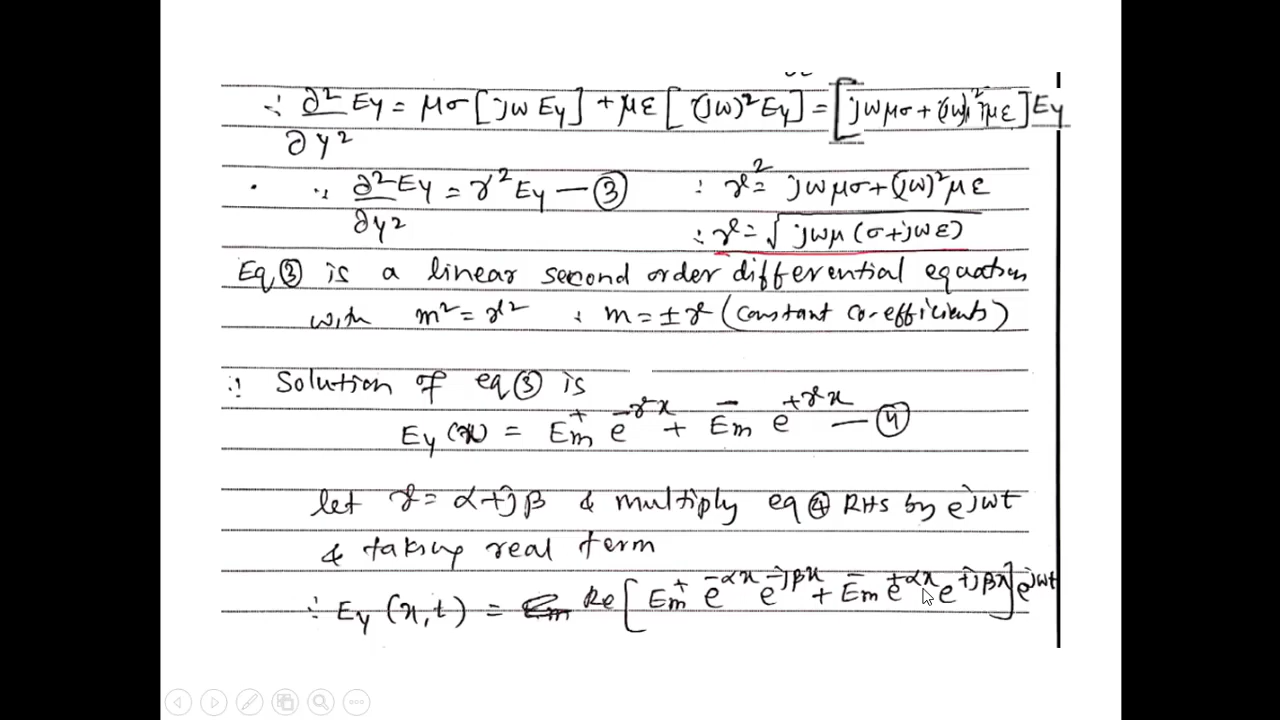 ∴ ∂²Ey = μσ [jω Ey] + με [(jω)² Ey] = [jωμσ + (jω)² με] Ey
∂y²
∴ ∂²Ey = γ² Ey — ③ ∴ γ² = jωμσ + (jω)² με
∂y²
∴ γ = √jωμ (σ + jωε)
Eq ③ is a linear second order differential equation
with m² = γ² ∴ m = ± γ (constant co-efficients)
∴ Solution of eq ③ is
Ey (x) = Em⁺ e^-γx + Em⁻ e^+γx — ④
let γ = α + jβ & multiply eq ④ RHS by e^jωt
& taking real term
∴ Ey (x,t) = Re [Em⁺ e^-αx e^-jβx + Em⁻ e^+αx e^+jβx] e^jωt